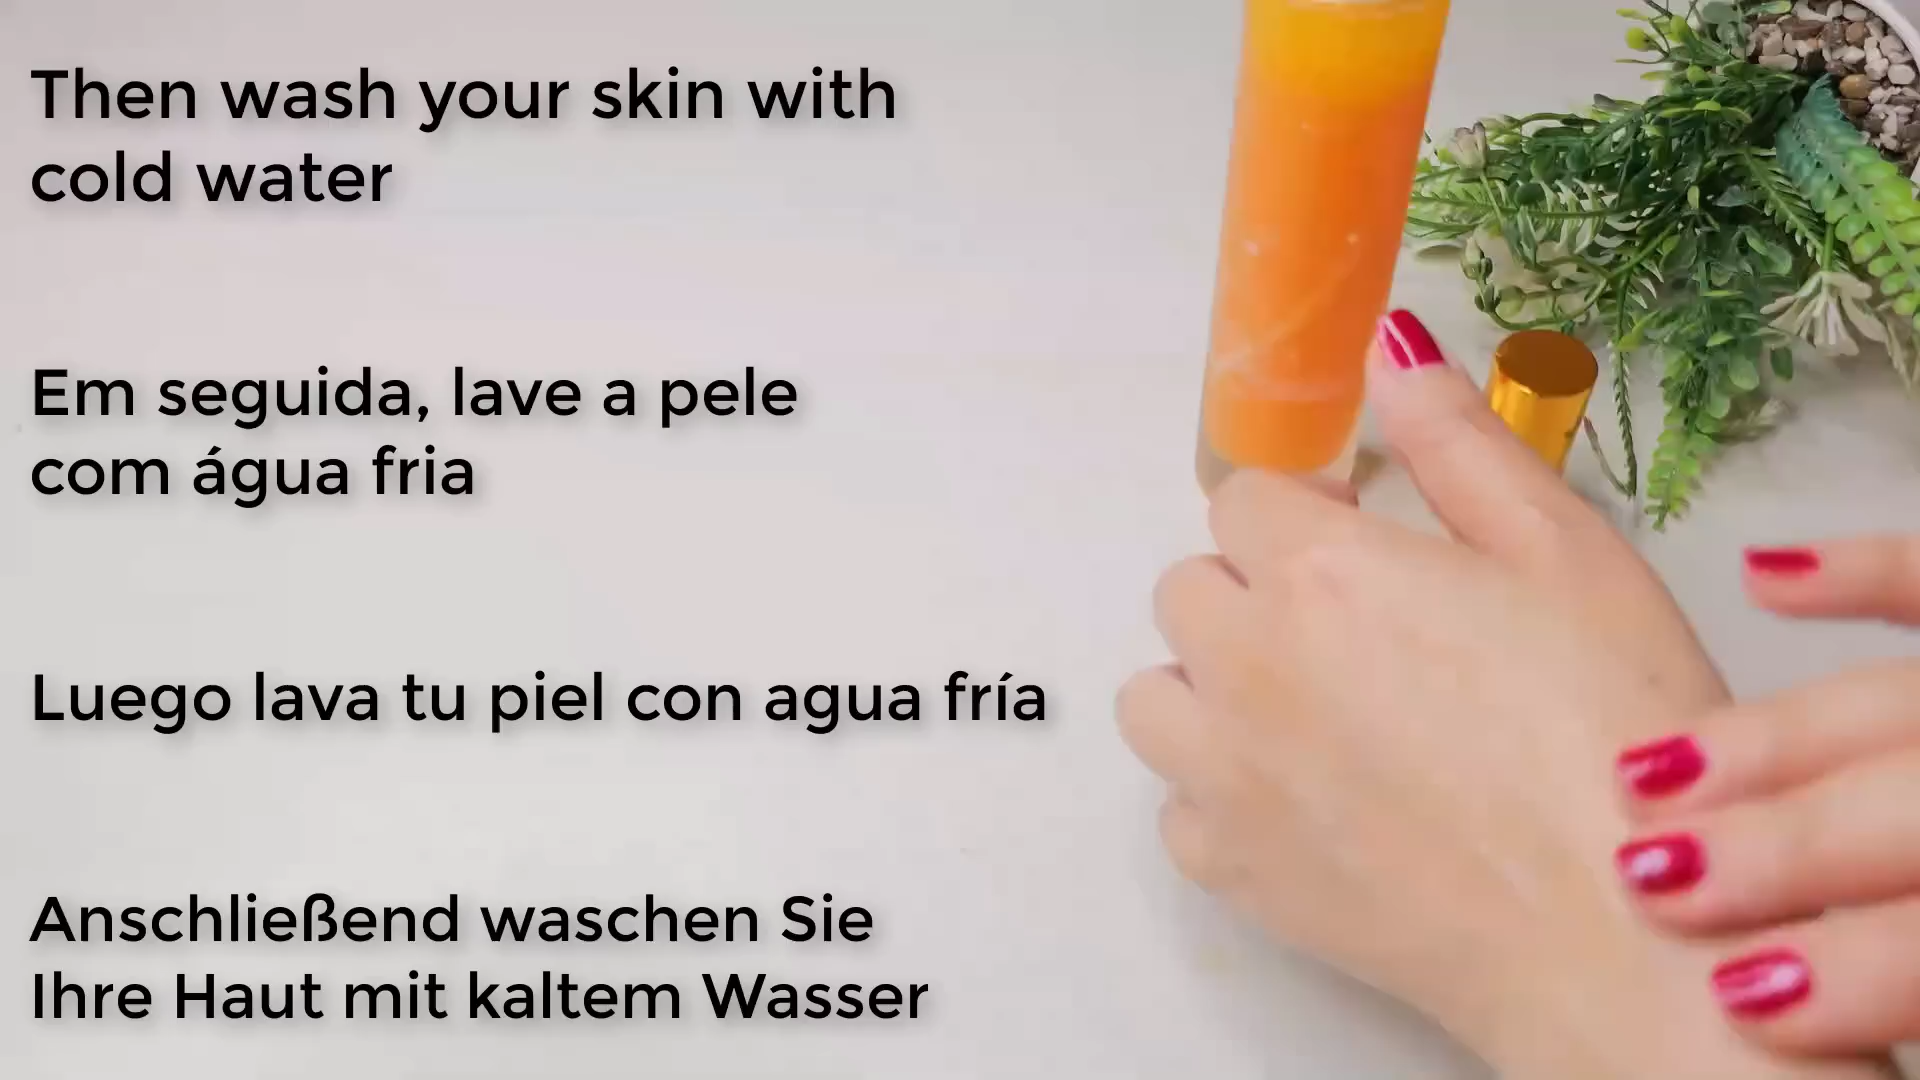 Then wash your skin with
cold water
Em seguida, lave a pele
com água fria
Luego lava tu piel con agua fría
Anschließend waschen Sie
Ihre Haut mit kaltem Wasser